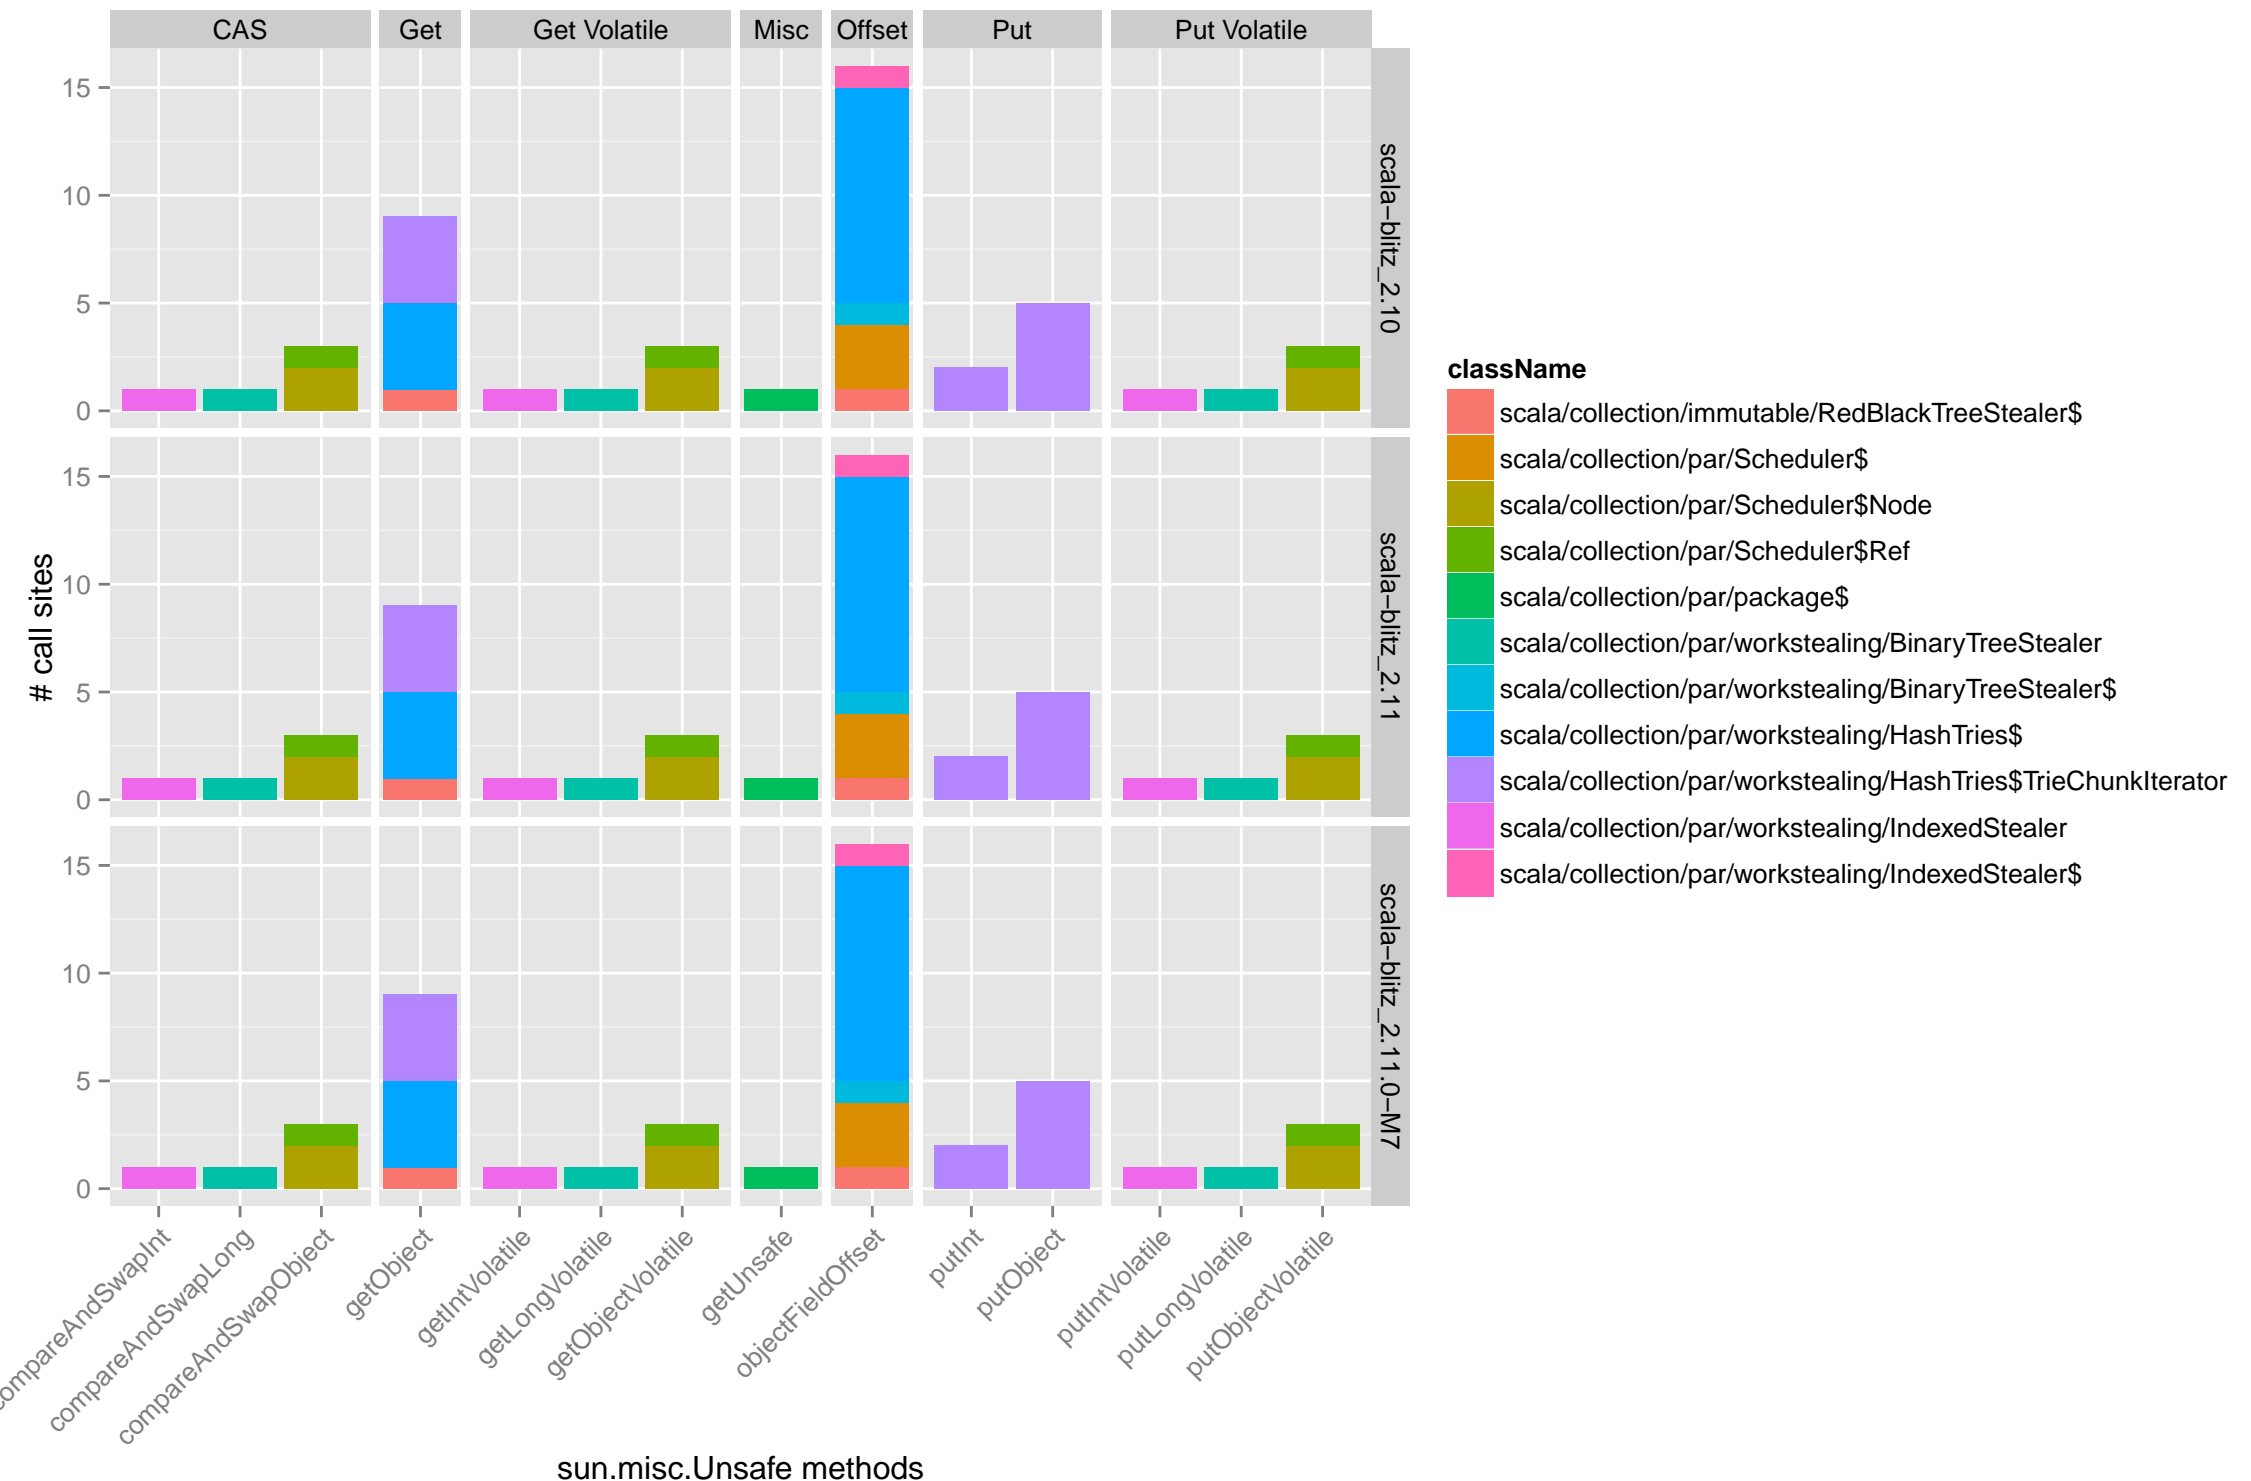 CAS Get Get Volatile Misc Offset Put Put Volatile
15
10
5
0
scala−blitz_2.10
15
10
5
0
scala−blitz_2.11
15
10
5
0
scala−blitz_2.11.0−M7
# call sites
compareAndSwapInt
compareAndSwapLong
compareAndSwapObject
getObject
getIntVolatile
getLongVolatile
getObjectVolatile
getUnsafe
objectFieldOffset
putInt
putObject
putIntVolatile
putLongVolatile
putObjectVolatile
sun.misc.Unsafe methods
className
scala/collection/immutable/RedBlackTreeStealer$
scala/collection/par/Scheduler$
scala/collection/par/Scheduler$Node
scala/collection/par/Scheduler$Ref
scala/collection/par/package$
scala/collection/par/workstealing/BinaryTreeStealer
scala/collection/par/workstealing/BinaryTreeStealer$
scala/collection/par/workstealing/HashTries$
scala/collection/par/workstealing/HashTries$TrieChunkIterator
scala/collection/par/workstealing/IndexedStealer
scala/collection/par/workstealing/IndexedStealer$